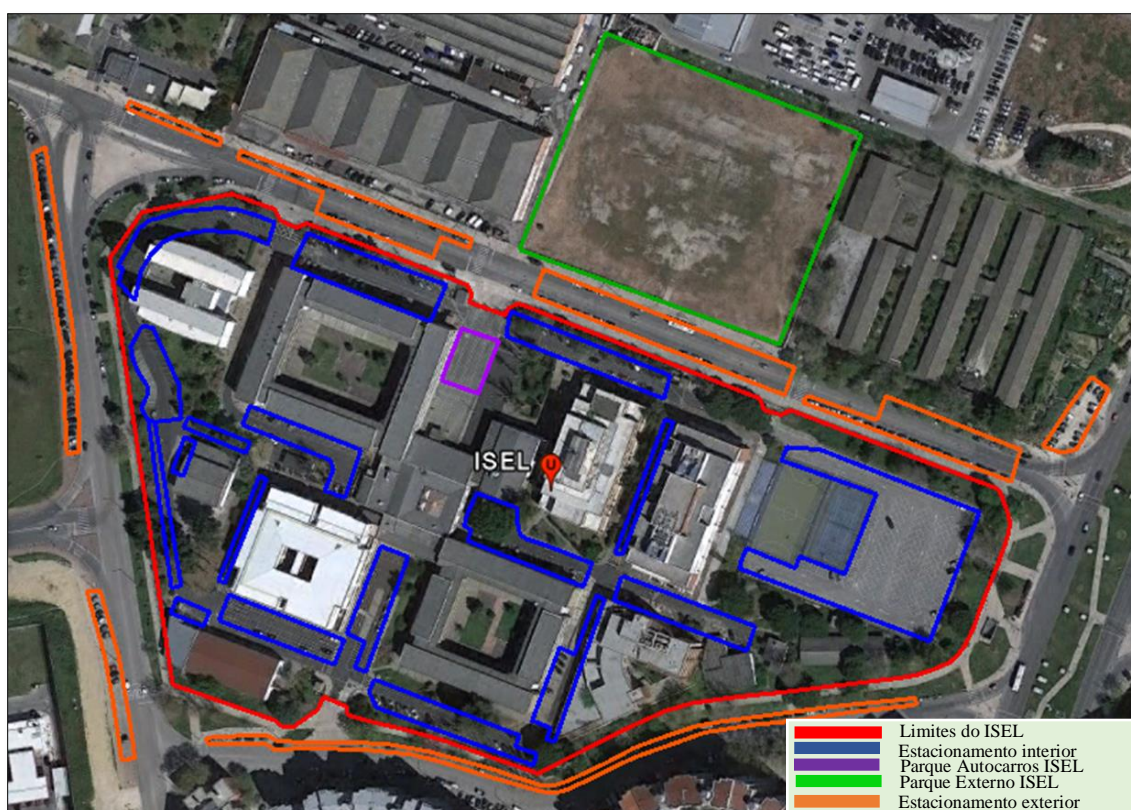 ISEL
Limites do ISEL
Estacionamento interior
Parque Autocarros ISEL
Parque Externo ISEL
Estacionamento exterior